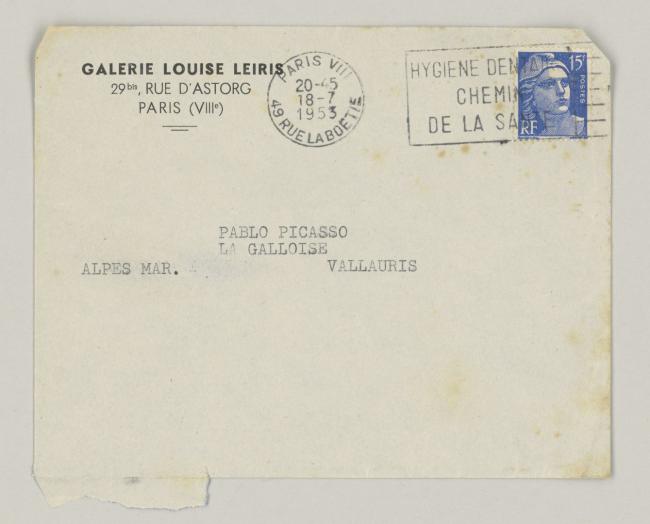 GALERIE LOUISE LEIRIS
29bis, RUE D'ASTORG
PARIS (VIIIe)
PARIS VIII
20-45
18-7
1953
49 RUE LA BOETIE
HYGIENE DEN
CHEMI
DE LA SA
15F
POSTES
RF
PABLO PICASSO
LA GALLOISE
ALPES MAR. VALLAURIS